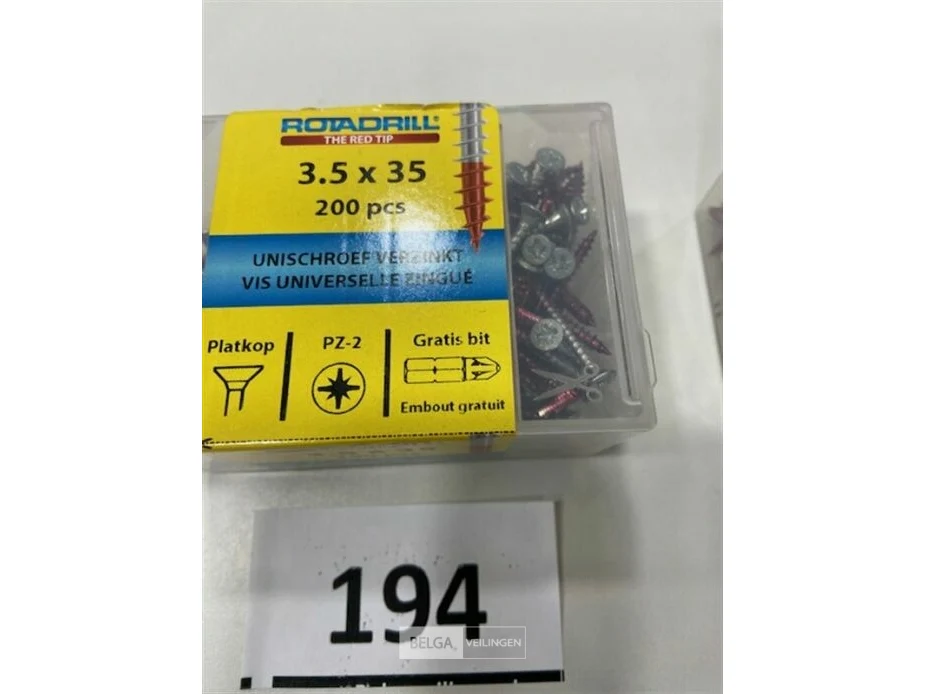 ROTADRILL®
THE RED TIP
3.5 x 35
200 pcs
UNISCHROEF VERZINKT
VIS UNIVERSELLE ZINGUÉ
Platkop
PZ-2
Gratis bit
Embout gratuit
194
BELGA® VEILINGEN